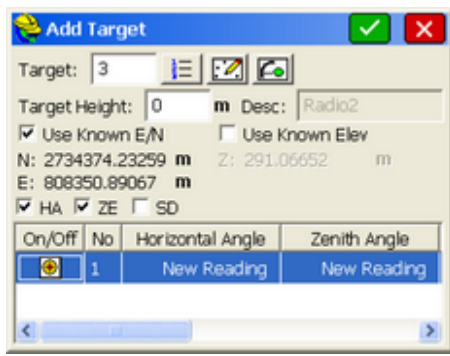 Add Target
Target: 3
Target Height: 0 m Desc: Radio2
Use Known E/N Use Known Elev
N: 2734374.23259 m Z: 291.06652 m
E: 808350.89067 m
HA ZE SD
On/Off No Horizontal Angle Zenith Angle
1 New Reading New Reading